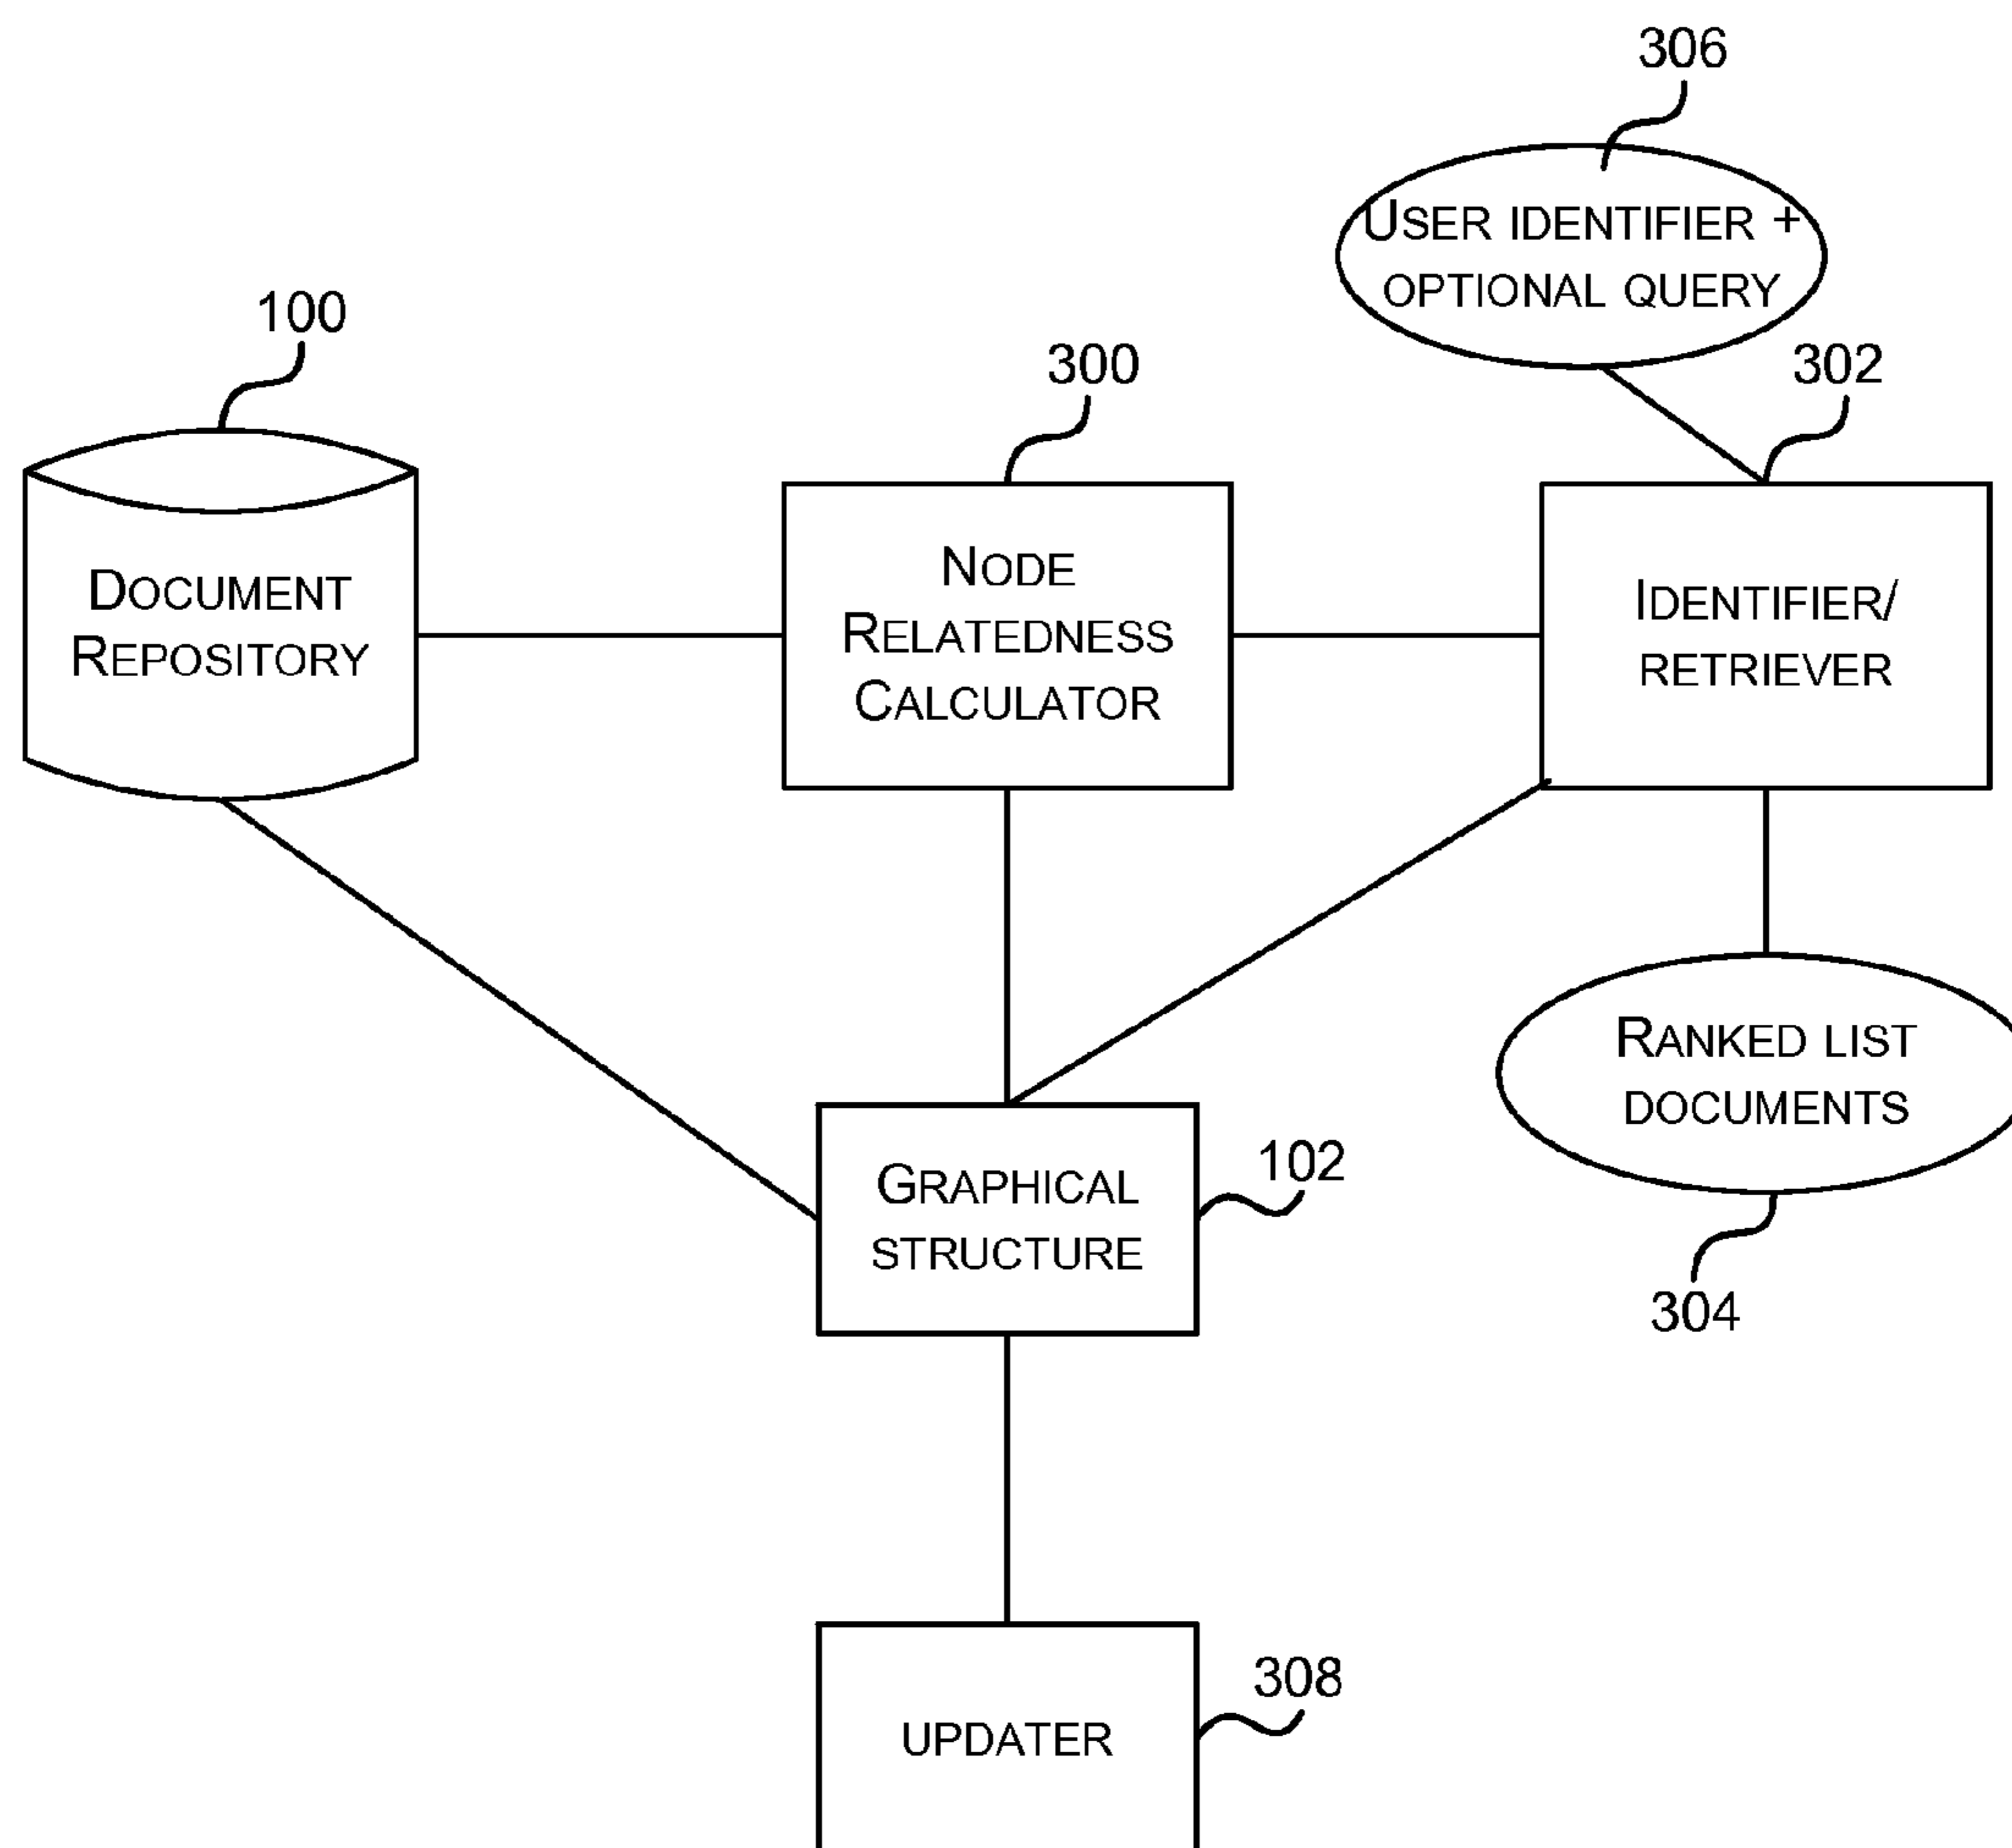 306
USER IDENTIFIER +
OPTIONAL QUERY
100
300
302
DOCUMENT
REPOSITORY
NODE
RELATEDNESS
CALCULATOR
IDENTIFIER/
RETRIEVER
RANKED LIST
DOCUMENTS
304
GRAPHICAL
STRUCTURE
102
UPDATER
308